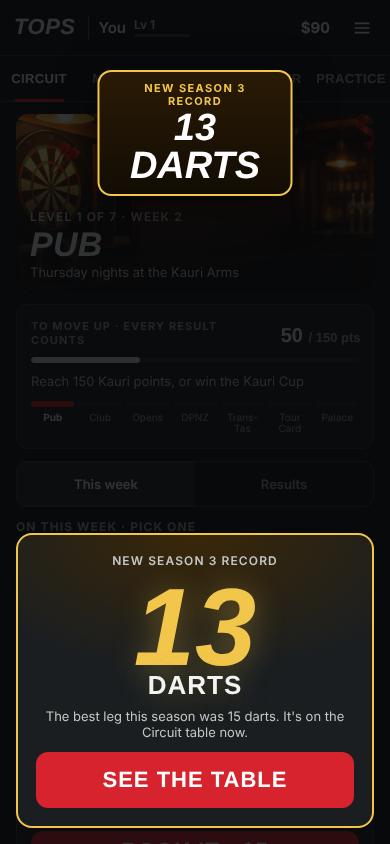 TOPS
You
Lv 1
$90
CIRCUIT
PRACTICE
NEW SEASON 3
RECORD
13
DARTS
LEVEL 1 OF 7 · WEEK 2
PUB
Thursday nights at the Kauri Arms
TO MOVE UP · EVERY RESULT
COUNTS
50 / 150 pts
Reach 150 Kauri points, or win the Kauri Cup
Pub
Club
Opens
DPNZ
Trans-
Tas
Tour
Card
Palace
This week
Results
ON THIS WEEK · PICK ONE
NEW SEASON 3 RECORD
13
DARTS
The best leg this season was 15 darts. It's on the
Circuit table now.
SEE THE TABLE